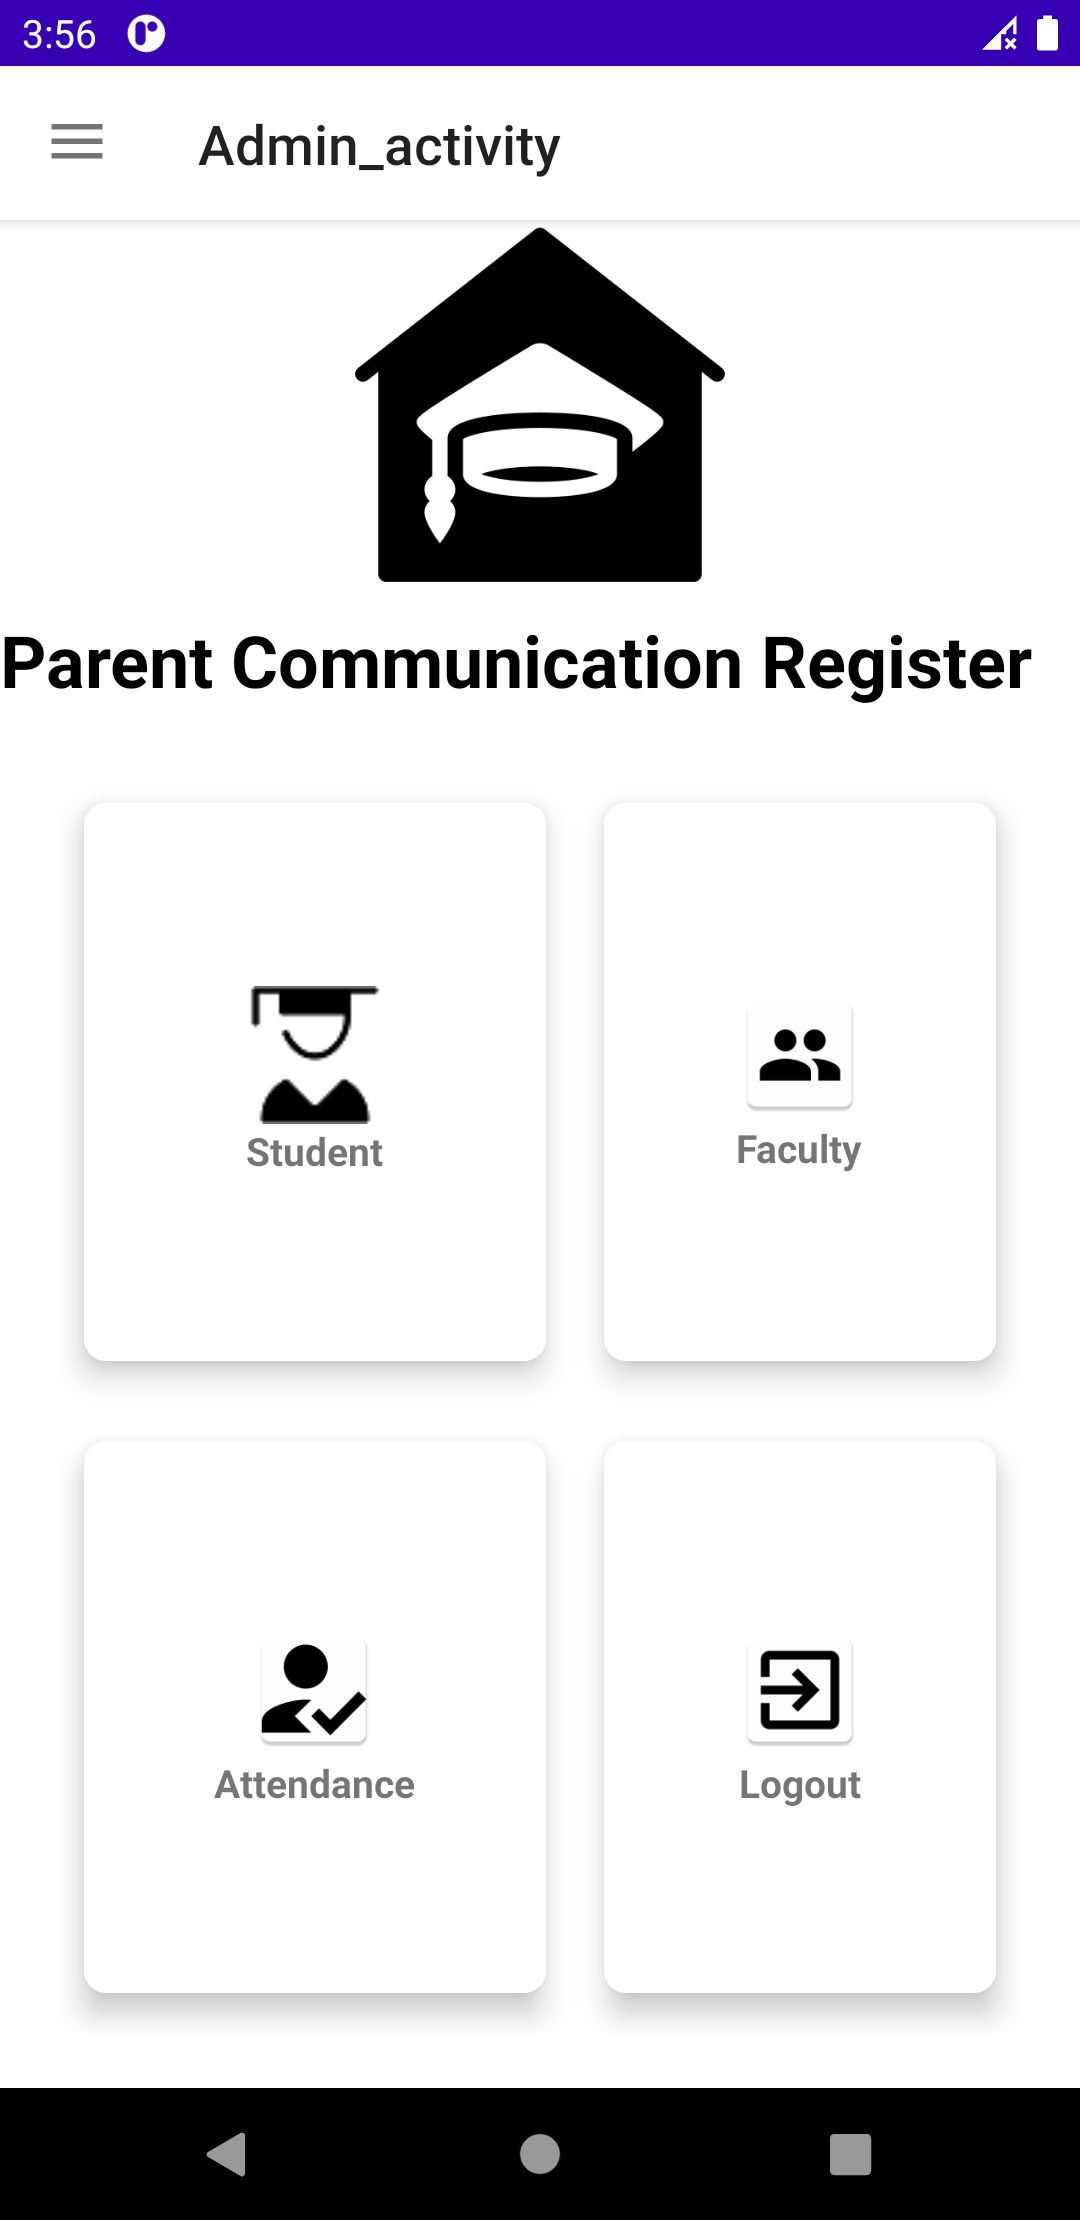 3:56
Admin_activity
Parent Communication Register
Student
Faculty
Attendance
Logout